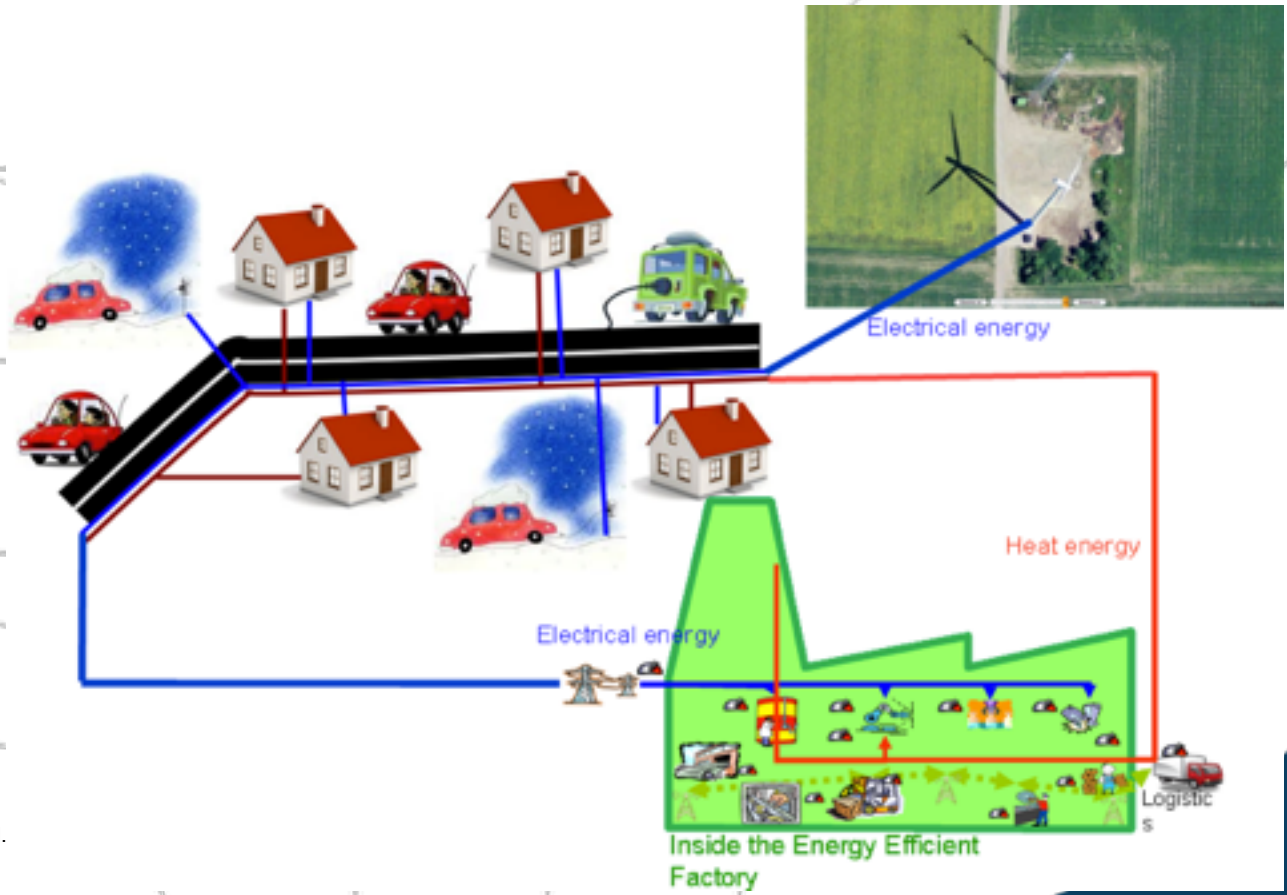 Electrical energy
Heat energy
Electrical energy
Logistic
s
Inside the Energy Efficient
Factory